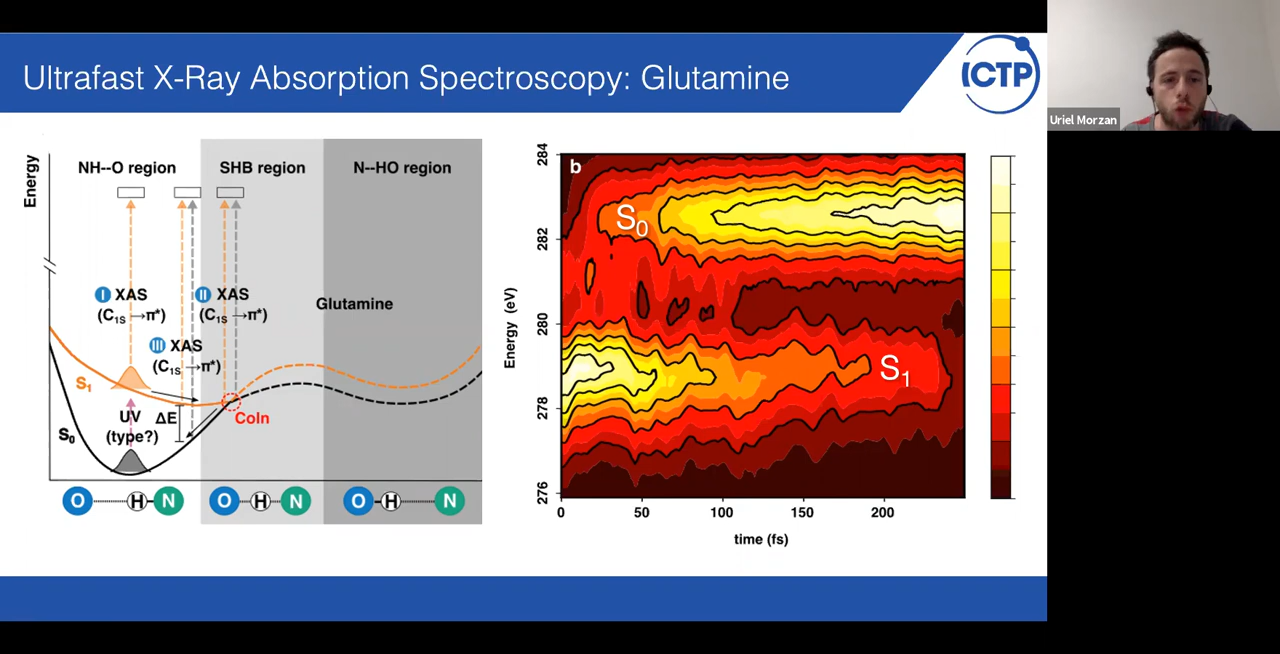 Ultrafast X-Ray Absorption Spectroscopy: Glutamine
ICTP
Uriel Morzan
Energy
NH--O region
SHB region
N--HO region
I XAS
(C1S →π*)
II XAS
(C1S →π*)
III XAS
(C1S →π*)
Glutamine
S1
S0
UV
(type?)
ΔE
CoIn
O H N
O H N
O H N
b
S0
S1
Energy (eV)
284
282
280
278
276
0 50 100 150 200
time (fs)